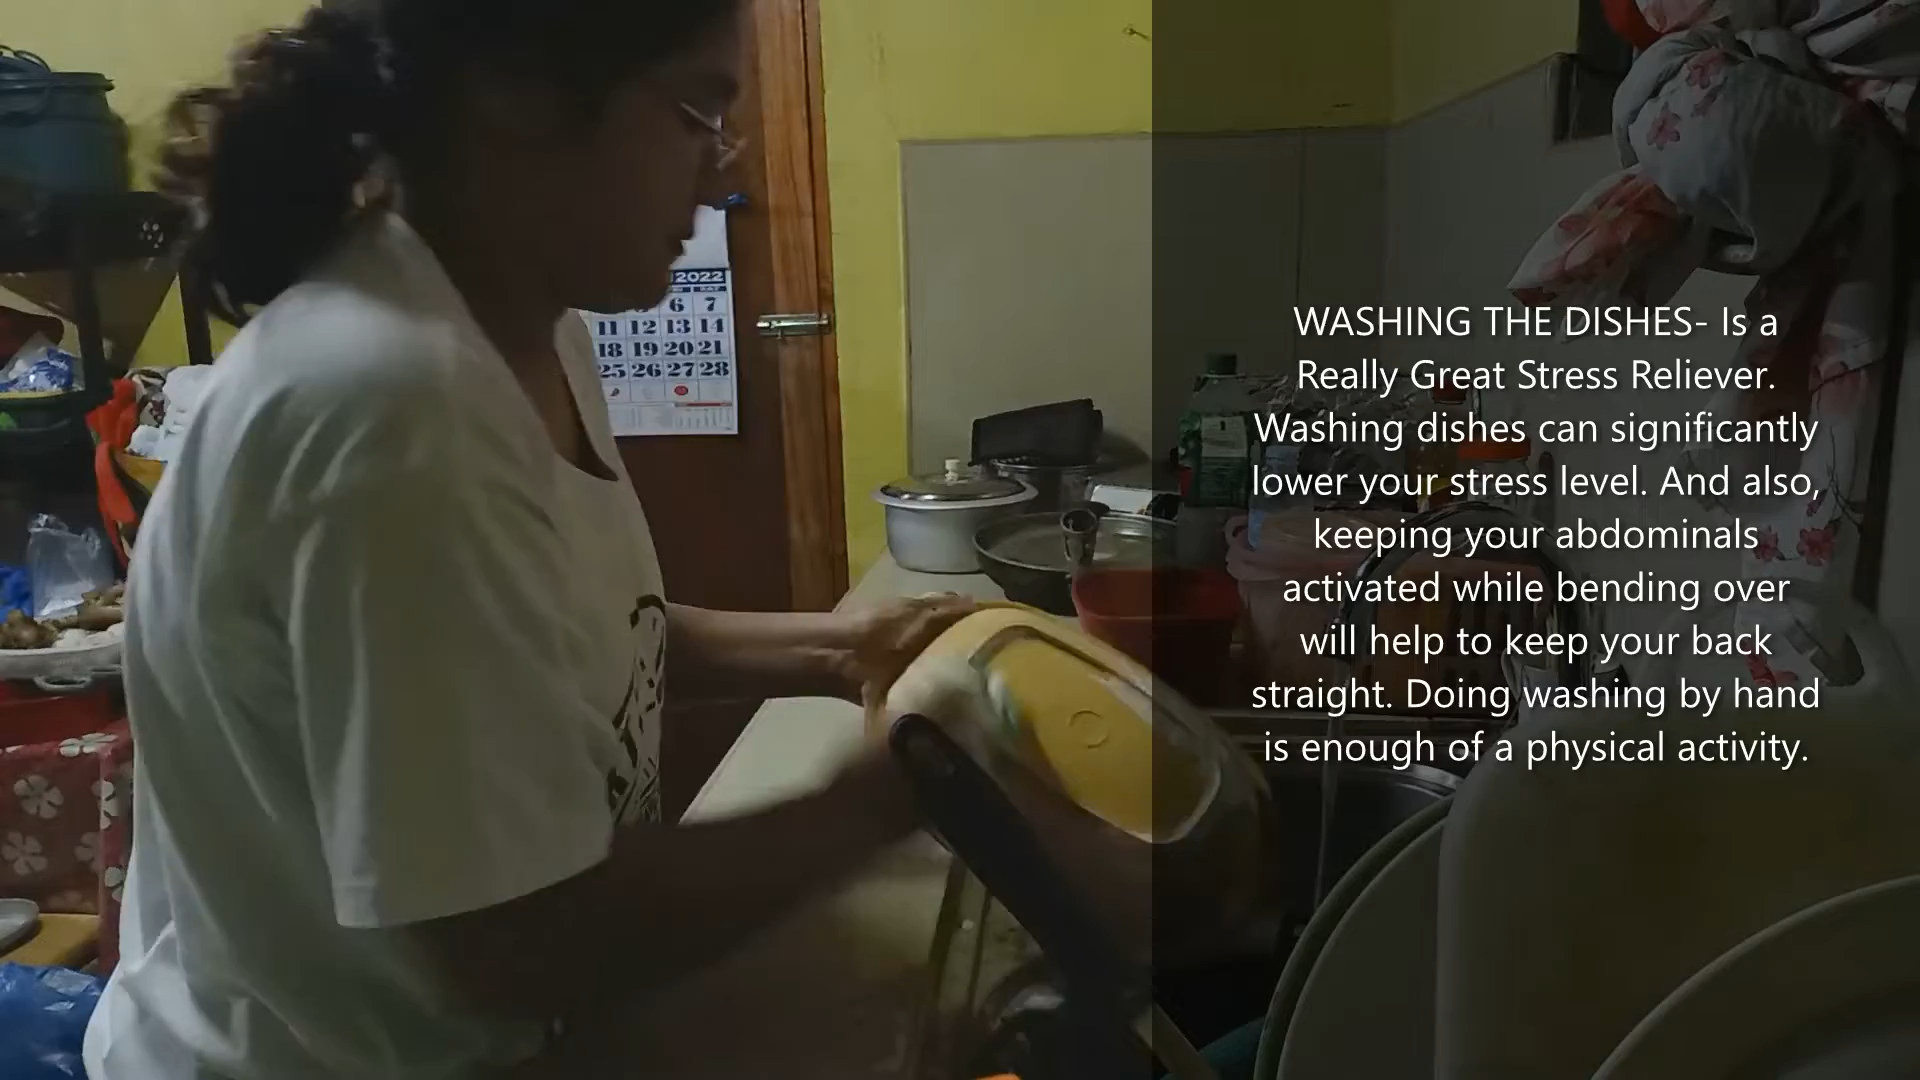 2022
6 7
11 12 13 14
18 19 20 21
25 26 27 28
WASHING THE DISHES- Is a
Really Great Stress Reliever.
Washing dishes can significantly
lower your stress level. And also,
keeping your abdominals
activated while bending over
will help to keep your back
straight. Doing washing by hand
is enough of a physical activity.